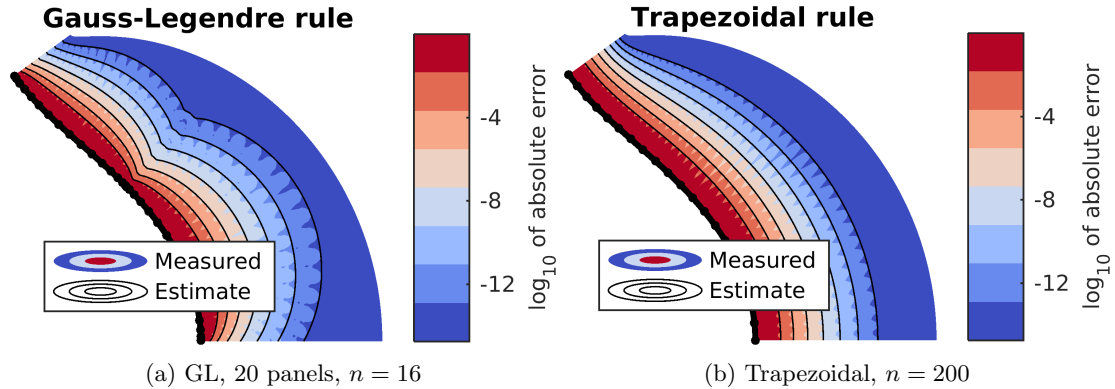 Gauss-Legendre rule
-4
-8
-12
log10 of absolute error
Measured
Estimate
(a) GL, 20 panels, n = 16
Trapezoidal rule
-4
-8
-12
log10 of absolute error
Measured
Estimate
(b) Trapezoidal, n = 200